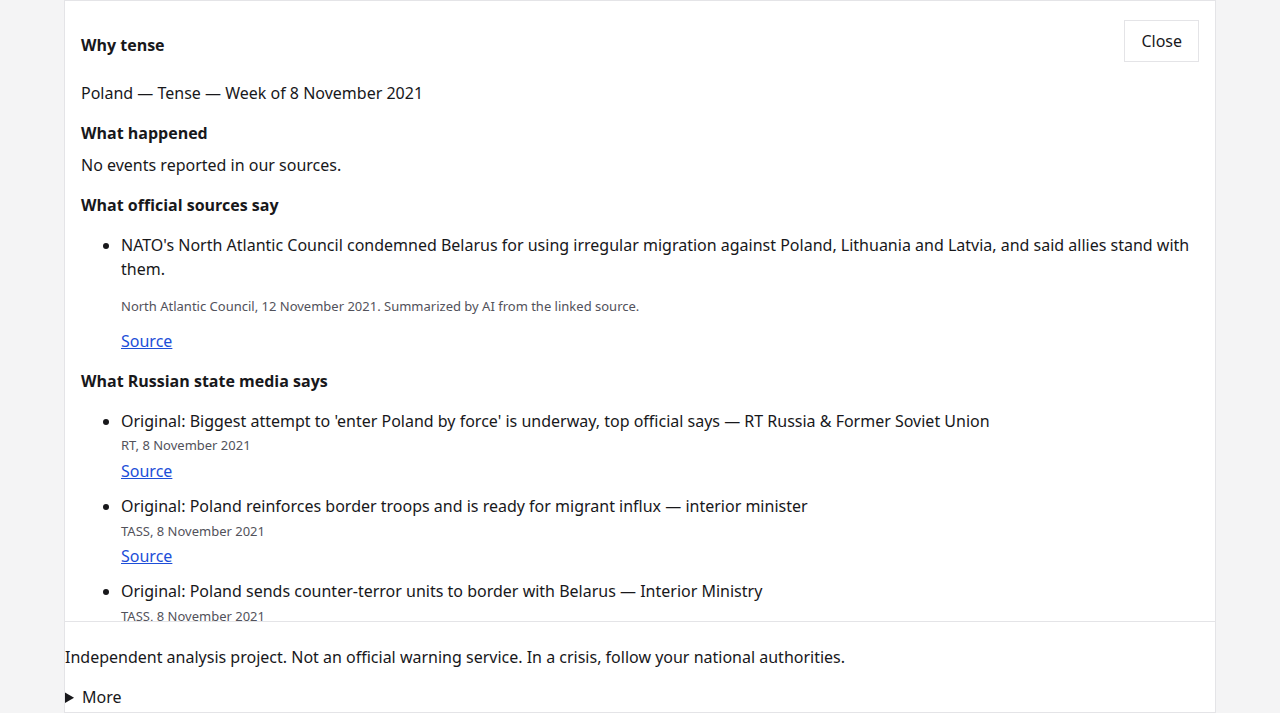 Why tense
Close
Poland — Tense — Week of 8 November 2021
What happened
No events reported in our sources.
What official sources say
NATO's North Atlantic Council condemned Belarus for using irregular migration against Poland, Lithuania and Latvia, and said allies stand with
them.
North Atlantic Council, 12 November 2021. Summarized by AI from the linked source.
Source
What Russian state media says
Original: Biggest attempt to 'enter Poland by force' is underway, top official says — RT Russia & Former Soviet Union
RT, 8 November 2021
Source
Original: Poland reinforces border troops and is ready for migrant influx — interior minister
TASS, 8 November 2021
Source
Original: Poland sends counter-terror units to border with Belarus — Interior Ministry
TASS, 8 November 2021
Independent analysis project. Not an official warning service. In a crisis, follow your national authorities.
More